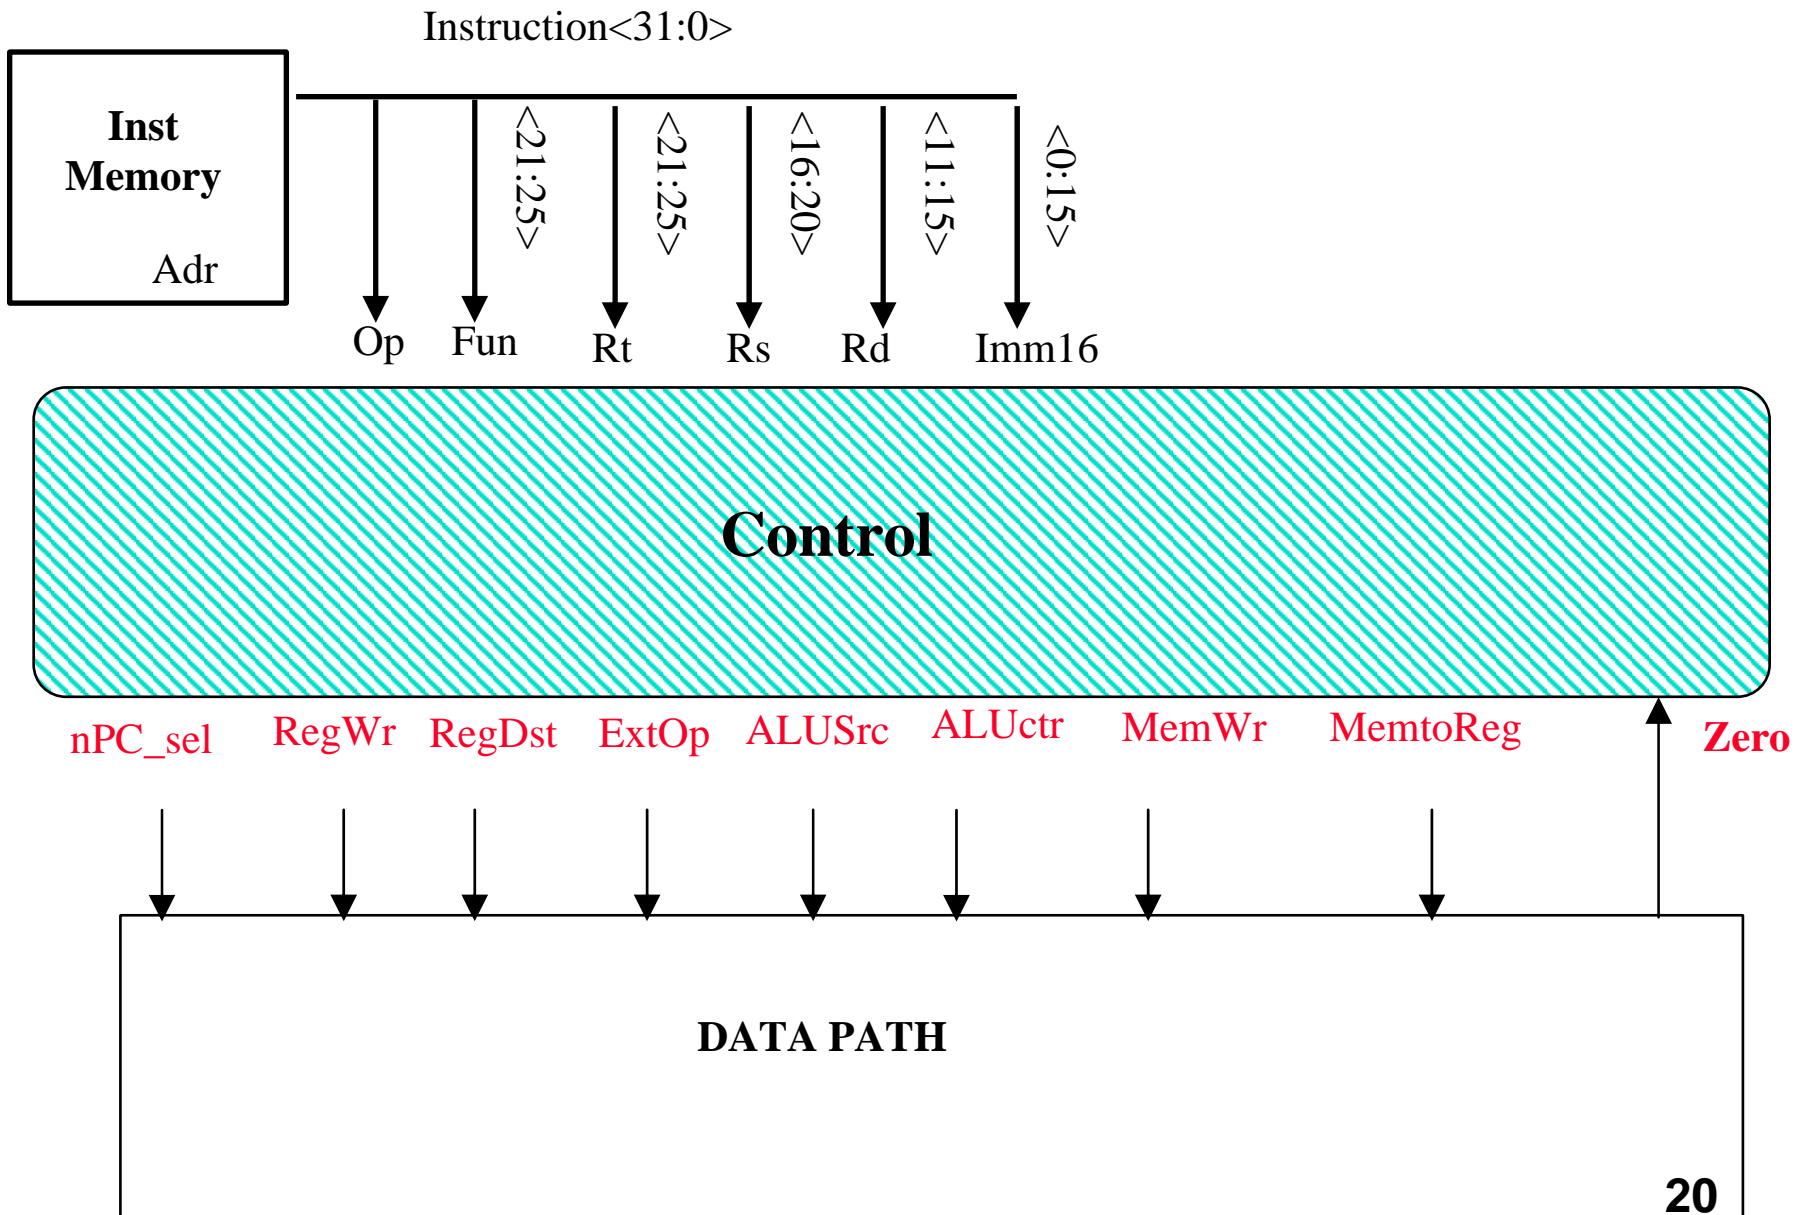 Instruction<31:0>
Inst
Memory
Adr
<21:25>
<21:25>
<16:20>
<11:15>
<0:15>
Op Fun Rt Rs Rd Imm16
Control
nPC_sel RegWr RegDst ExtOp ALUSrc ALUctr MemWr MemtoReg Zero
DATA PATH
20